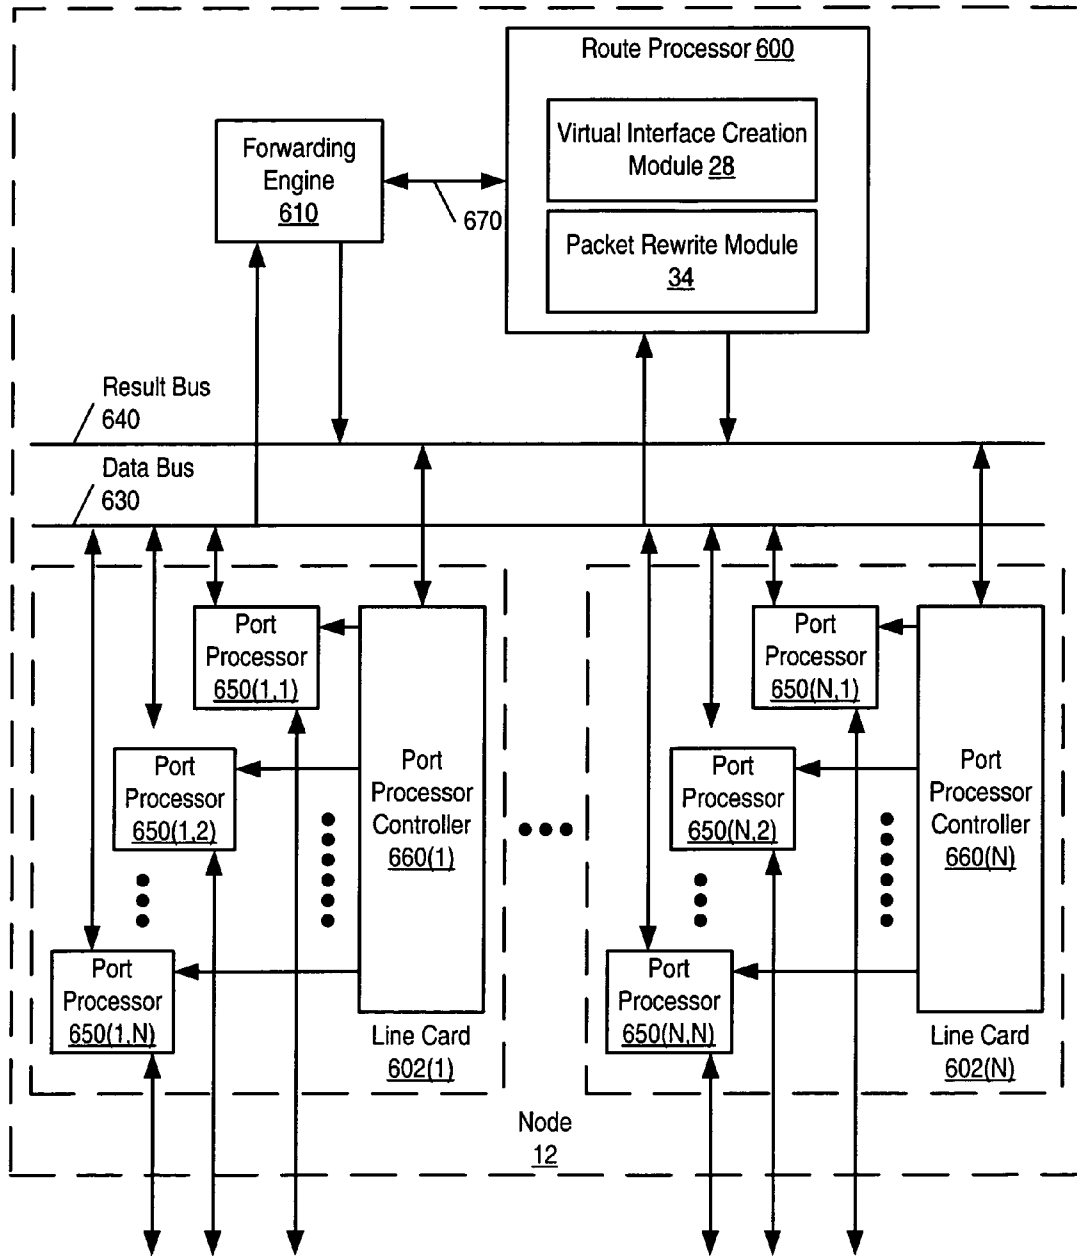 Route Processor 600
Virtual Interface Creation
Module 28
Packet Rewrite Module
34
Forwarding
Engine
610
670
Result Bus
640
Data Bus
630
Port
Processor
650(1,1)
Port
Processor
650(1,2)
Port
Processor
650(1,N)
Port
Processor
Controller
660(1)
Line Card
602(1)
Port
Processor
650(N,1)
Port
Processor
650(N,2)
Port
Processor
650(N,N)
Port
Processor
Controller
660(N)
Line Card
602(N)
Node
12